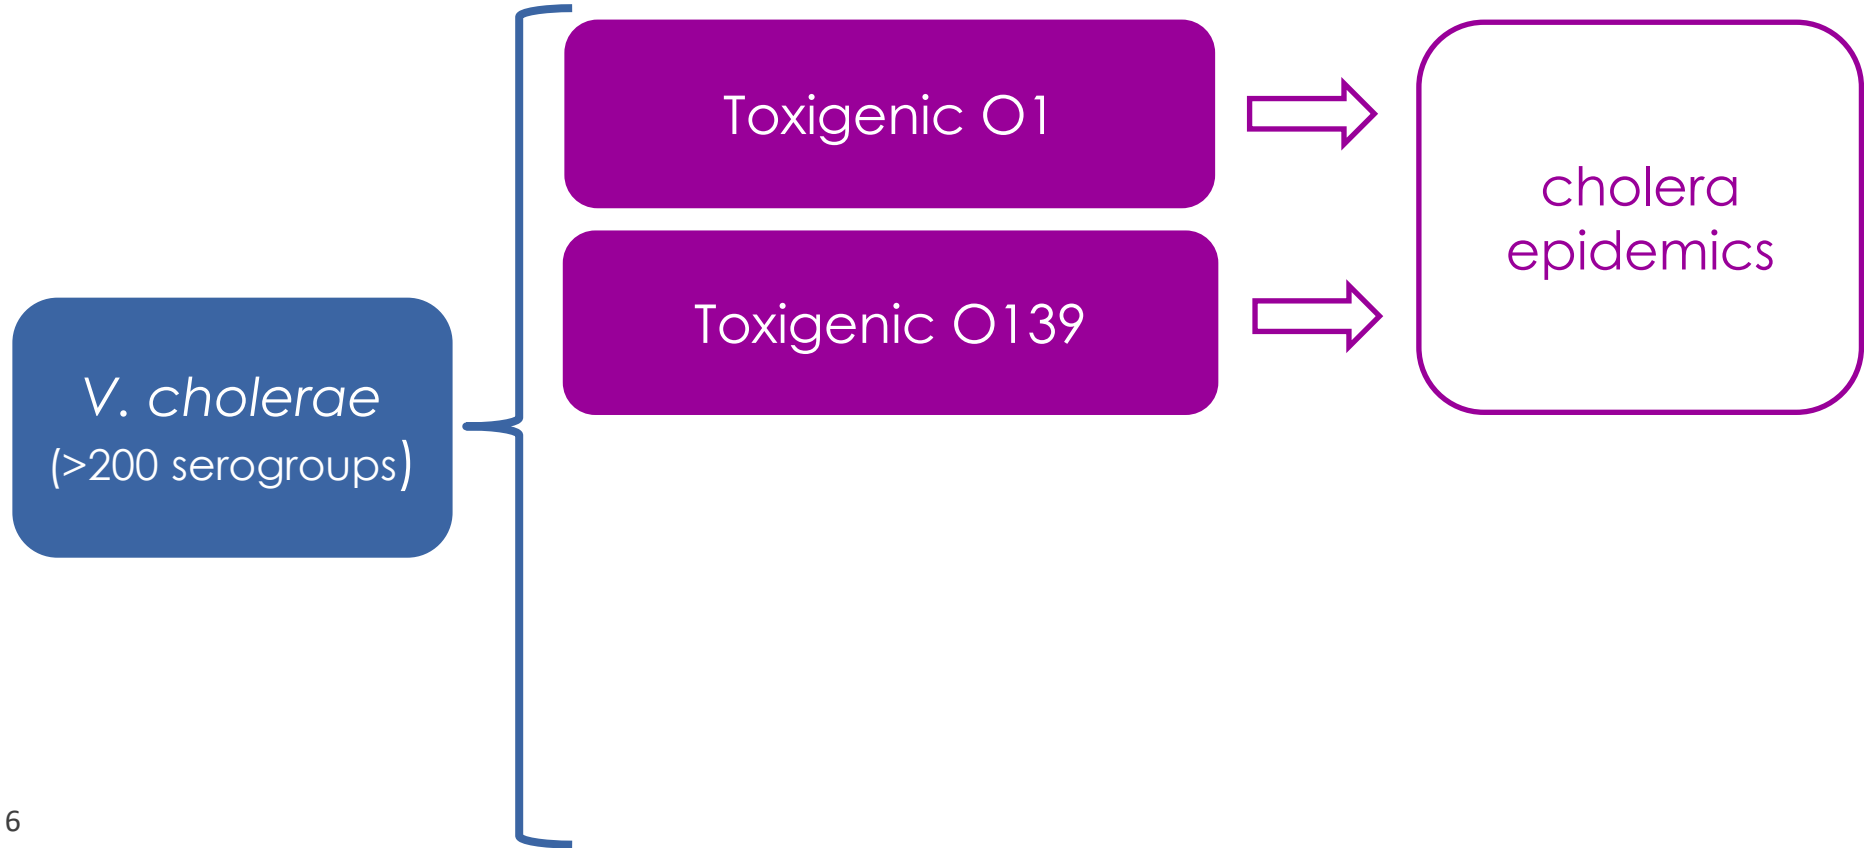 Toxigenic O1
cholera
epidemics
Toxigenic O139
V. cholerae
(>200 serogroups)
6